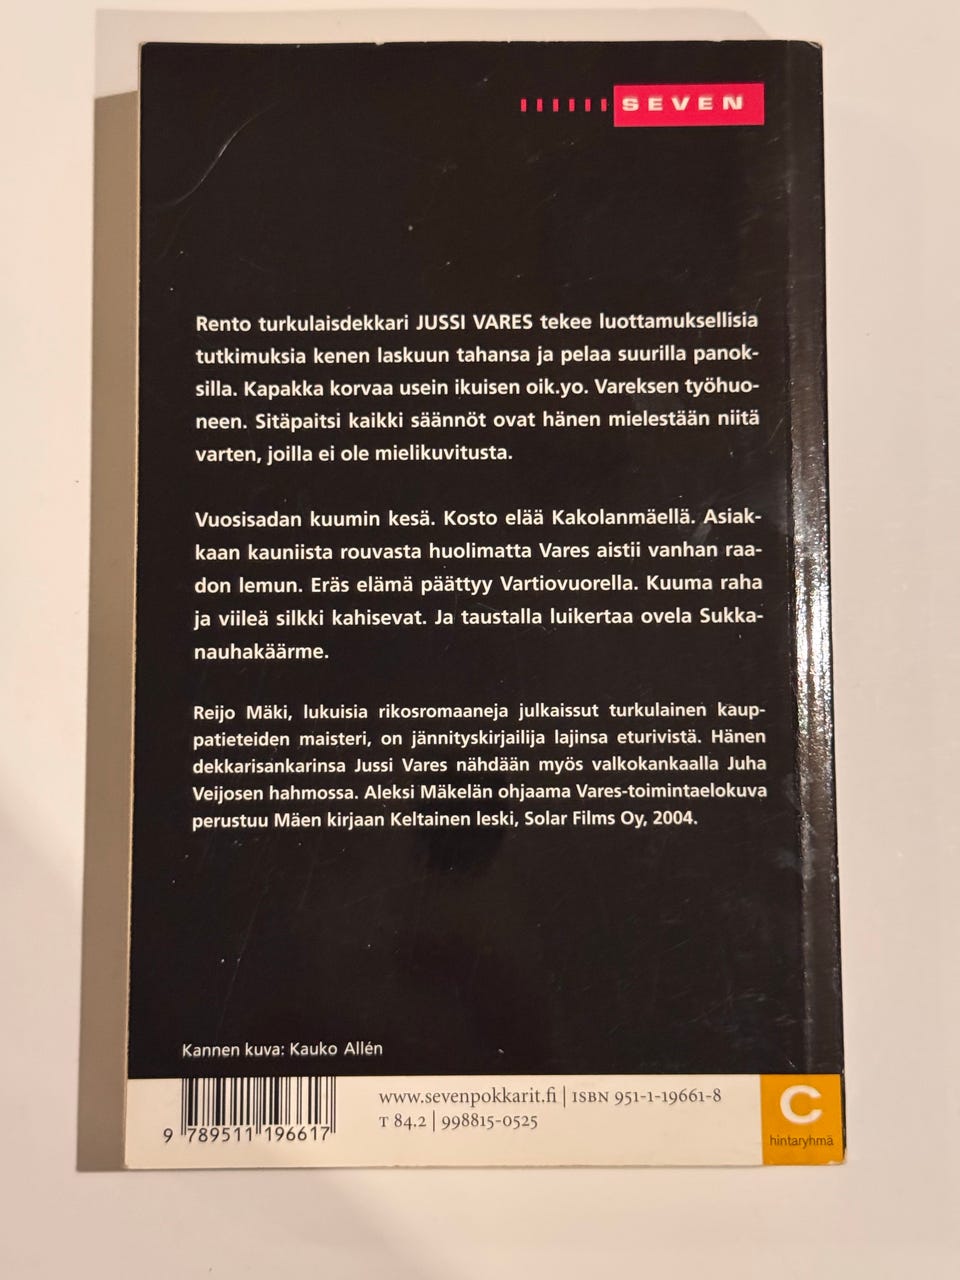 SEVEN
Rento turkulaisdekkari JUSSI VARES tekee luottamuksellisia
tutkimuksia kenen laskuun tahansa ja pelaa suurilla panok-
silla. Kapakka korvaa usein ikuisen oik.yo. Vareksen työhuo-
neen. Sitäpaitsi kaikki säännöt ovat hänen mielestään niitä
varten, joilla ei ole mielikuvitusta.
Vuosisadan kuumin kesä. Kosto elää Kakolanmäellä. Asiak-
kaan kauniista rouvasta huolimatta Vares aistii vanhan raa-
don lemun. Eräs elämä päättyy Vartiovuorella. Kuuma raha
ja viileä silkki kahisevat. Ja taustalla luikertaa ovela Sukka-
nauhakäärme.
Reijo Mäki, lukuisia rikosromaaneja julkaissut turkulainen kaup-
patieteiden maisteri, on jännityskirjailija lajinsa eturivistä. Hänen
dekkarisankarinsa Jussi Vares nähdään myös valkokankaalla Juha
Veijosen hahmossa. Aleksi Mäkelän ohjaama Vares-toimintaelokuva
perustuu Mäen kirjaan Keltainen leski, Solar Films Oy, 2004.
Kannen kuva: Kauko Allén
www.sevenpokkarit.fi | ISBN 951-1-19661-8
T 84.2 | 998815-0525
9 789511 196617
C
hintaryhmä